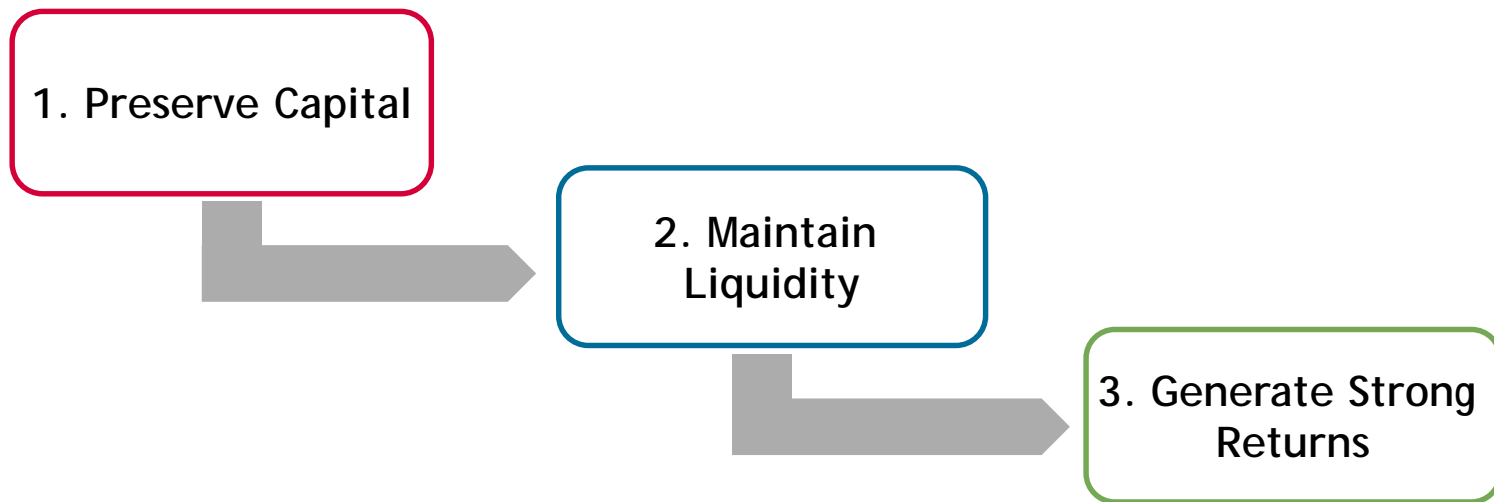 1. Preserve Capital
2. Maintain
Liquidity
3. Generate Strong
Returns